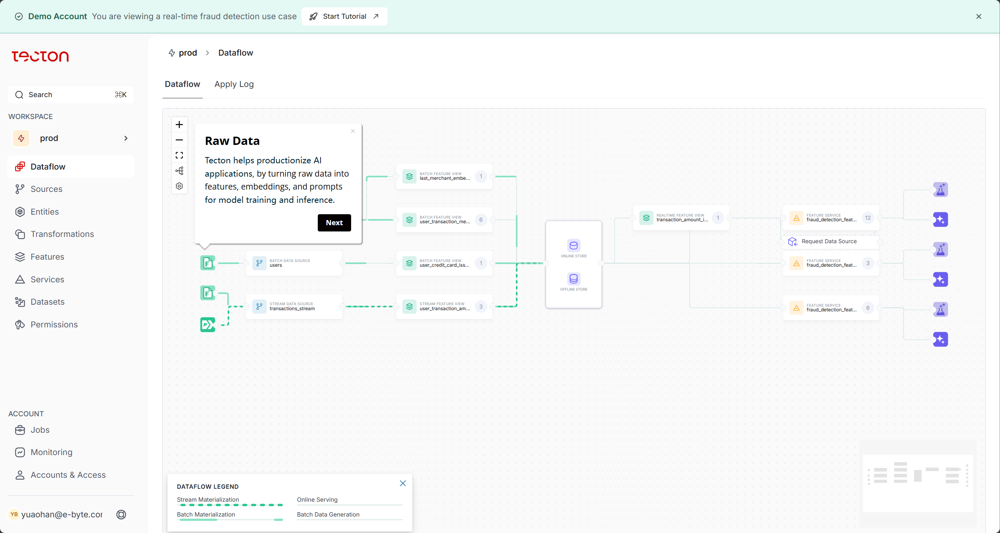 Demo Account You are viewing a real-time fraud detection use case Start Tutorial
tecton
prod Dataflow
Dataflow Apply Log
Search ⌘K
WORKSPACE
prod
Dataflow
Sources
Entities
Transformations
Features
Services
Datasets
Permissions
ACCOUNT
Jobs
Monitoring
Accounts & Access
YB yuaohan@e-byte.cor
Raw Data
Tecton helps productionize AI
applications, by turning raw data into
features, embeddings, and prompts
for model training and inference.
Next
BATCH FEATURE VIEW
last_merchant_embe... 1
BATCH FEATURE VIEW
user_transaction_me... 6
BATCH DATA SOURCE
users
BATCH FEATURE VIEW
user_credit_card_iss... 1
STREAM DATA SOURCE
transactions_stream
STREAM FEATURE VIEW
user_transaction_am... 3
ONLINE STORE
OFFLINE STORE
REALTIME FEATURE VIEW
transaction_amount_i... 1
FEATURE SERVICE
fraud_detection_feat... 12
Request Data Source
FEATURE SERVICE
fraud_detection_feat... 3
FEATURE SERVICE
fraud_detection_feat... 6
DATAFLOW LEGEND
Stream Materialization Online Serving
Batch Materialization Batch Data Generation